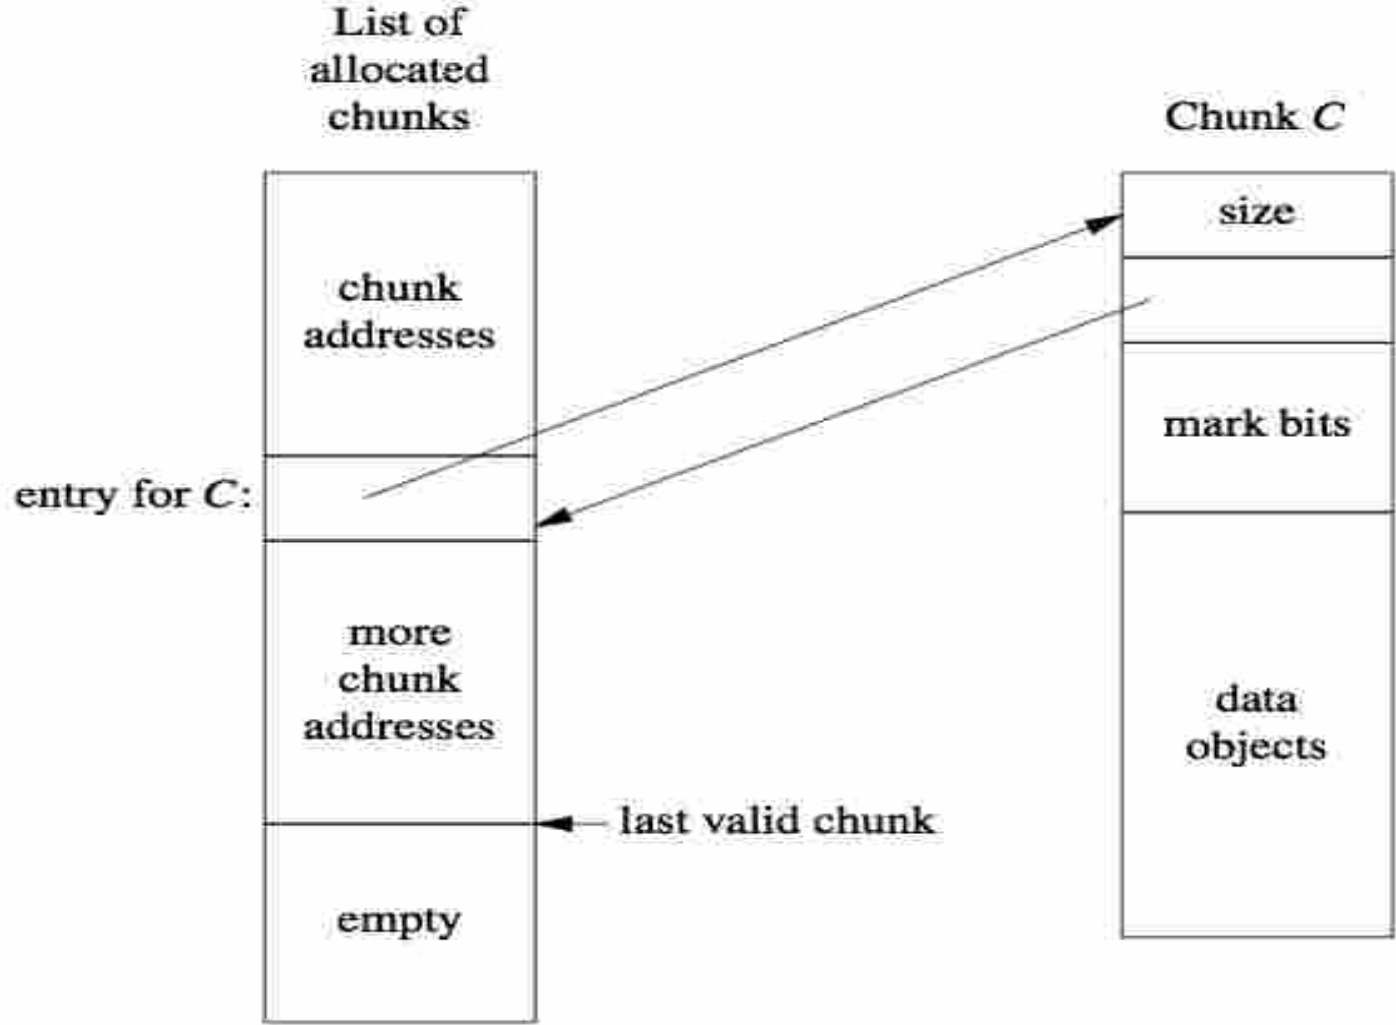 List of
allocated
chunks
Chunk C
size
chunk
addresses
mark bits
entry for C:
more
chunk
addresses
data
objects
last valid chunk
empty